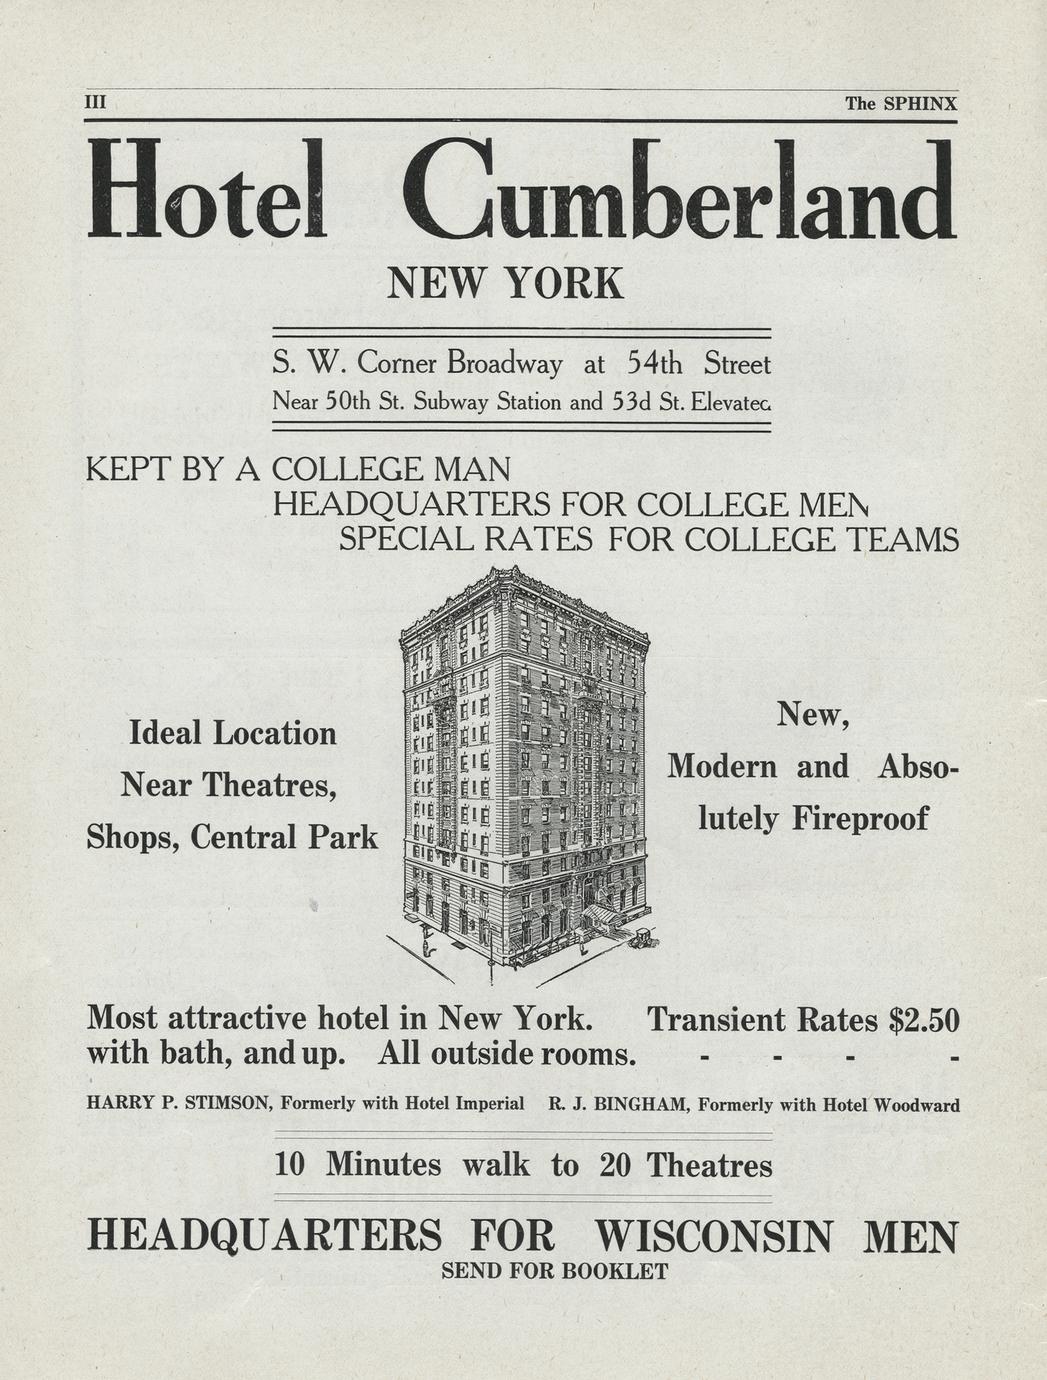 III The SPHINX
Hotel Cumberland
NEW YORK
S. W. Corner Broadway at 54th Street
Near 50th St. Subway Station and 53d St. Elevated
KEPT BY A COLLEGE MAN
HEADQUARTERS FOR COLLEGE MEN
SPECIAL RATES FOR COLLEGE TEAMS
Ideal Location
Near Theatres,
Shops, Central Park
New,
Modern and Abso-
lutely Fireproof
Most attractive hotel in New York. Transient Rates $2.50
with bath, and up. All outside rooms. - - - -
HARRY P. STIMSON, Formerly with Hotel Imperial R. J. BINGHAM, Formerly with Hotel Woodward
10 Minutes walk to 20 Theatres
HEADQUARTERS FOR WISCONSIN MEN
SEND FOR BOOKLET